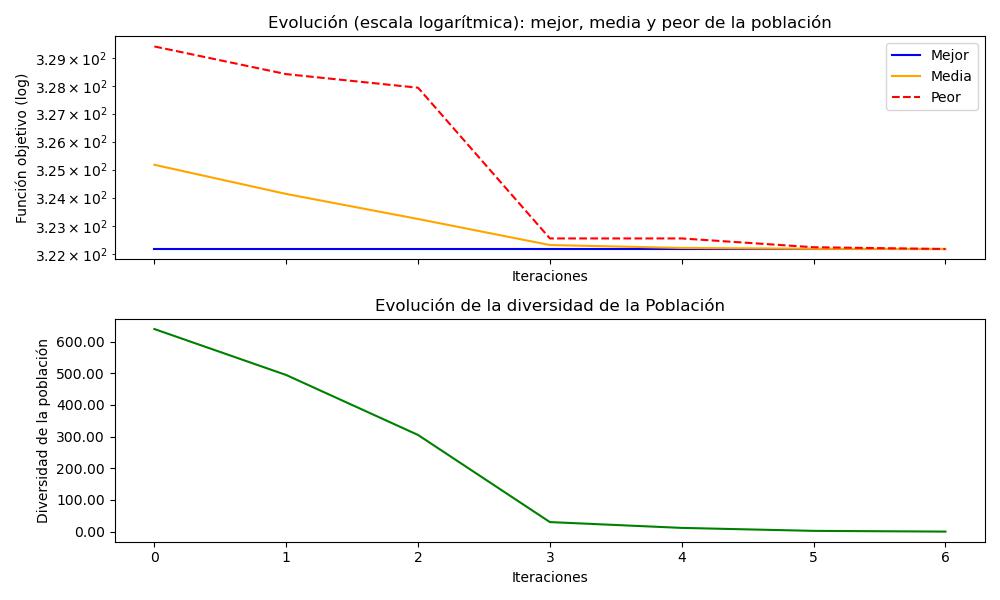 Evolución (escala logarítmica): mejor, media y peor de la población
Función objetivo (log)
3.29 × 10²
3.28 × 10²
3.27 × 10²
3.26 × 10²
3.25 × 10²
3.24 × 10²
3.23 × 10²
3.22 × 10²
Mejor
Media
Peor
Iteraciones
Evolución de la diversidad de la Población
Diversidad de la población
600.00
500.00
400.00
300.00
200.00
100.00
0.00
0 1 2 3 4 5 6
Iteraciones